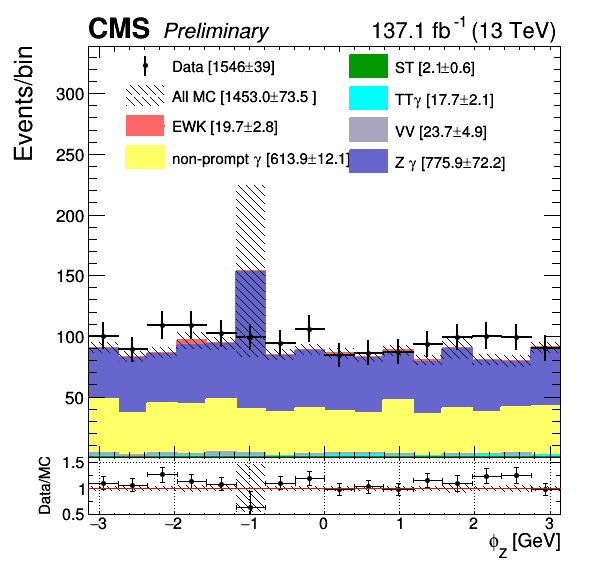 CMS Preliminary 137.1 fb⁻¹ (13 TeV)
Events/bin
Data [1546±39]
All MC [1453.0±73.5 ]
EWK [19.7±2.8]
non-prompt γ [613.9±12.1]
ST [2.1±0.6]
TTγ [17.7±2.1]
VV [23.7±4.9]
Z γ [775.9±72.2]
300
250
200
150
100
50
Data/MC
1.5
1
0.5
−3 −2 −1 0 1 2 3
ϕZ [GeV]